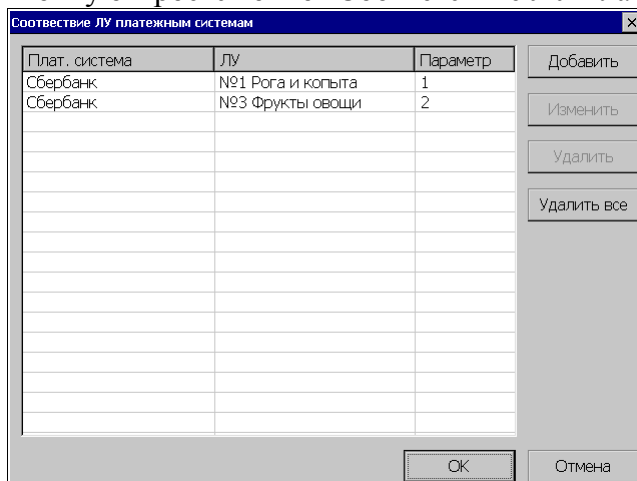 Соотвествие ЛУ платежным системам
Плат. система ЛУ Параметр
Сбербанк №1 Рога и копыта 1
Сбербанк №3 Фрукты овощи 2
Добавить
Изменить
Удалить
Удалить все
OK Отмена